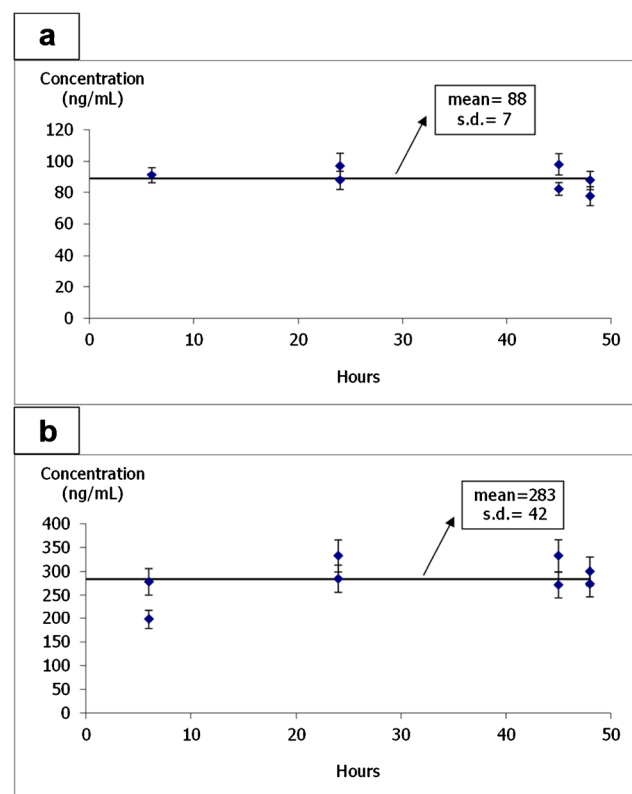 a
Concentration
(ng/mL)
mean= 88
s.d.= 7
120
100
80
60
40
20
0
0 10 20 30 40 50
Hours
b
Concentration
(ng/mL)
mean=283
s.d.= 42
400
350
300
250
200
150
100
50
0
0 10 20 30 40 50
Hours